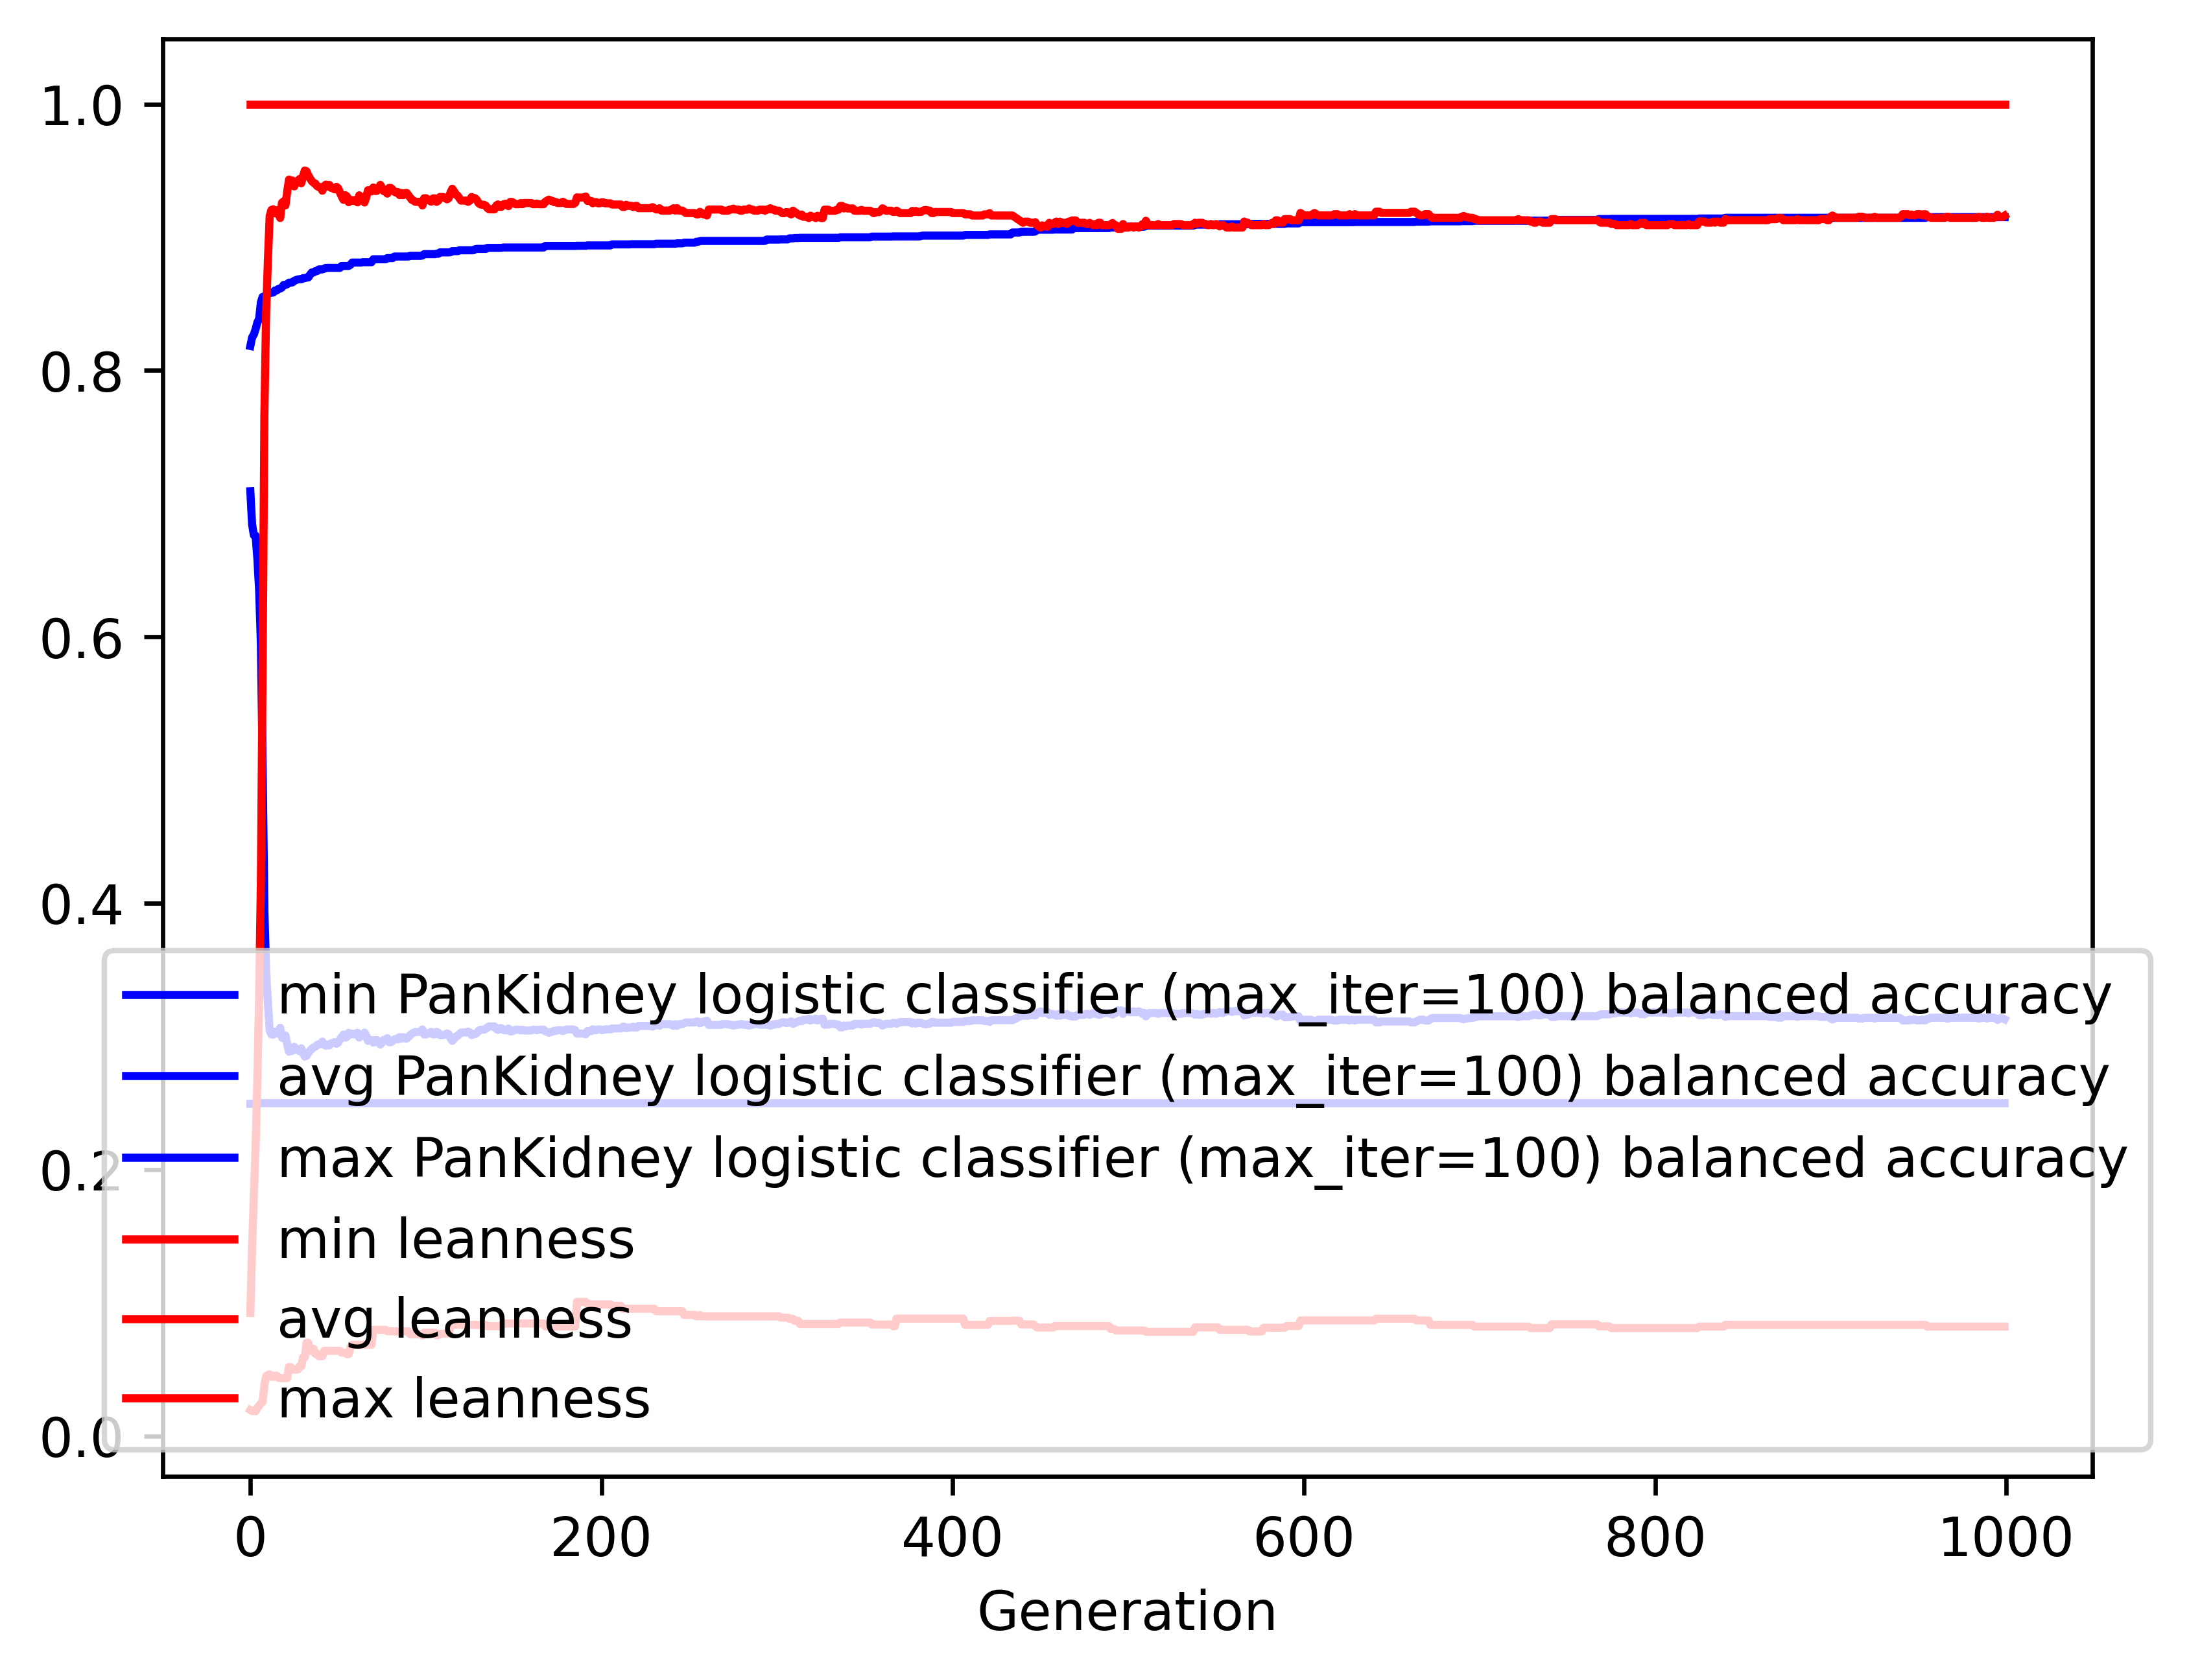 1.0
0.8
0.6
0.4
0.2
0.0
min PanKidney logistic classifier (max_iter=100) balanced accuracy
avg PanKidney logistic classifier (max_iter=100) balanced accuracy
max PanKidney logistic classifier (max_iter=100) balanced accuracy
min leanness
avg leanness
max leanness
0 200 400 600 800 1000
Generation